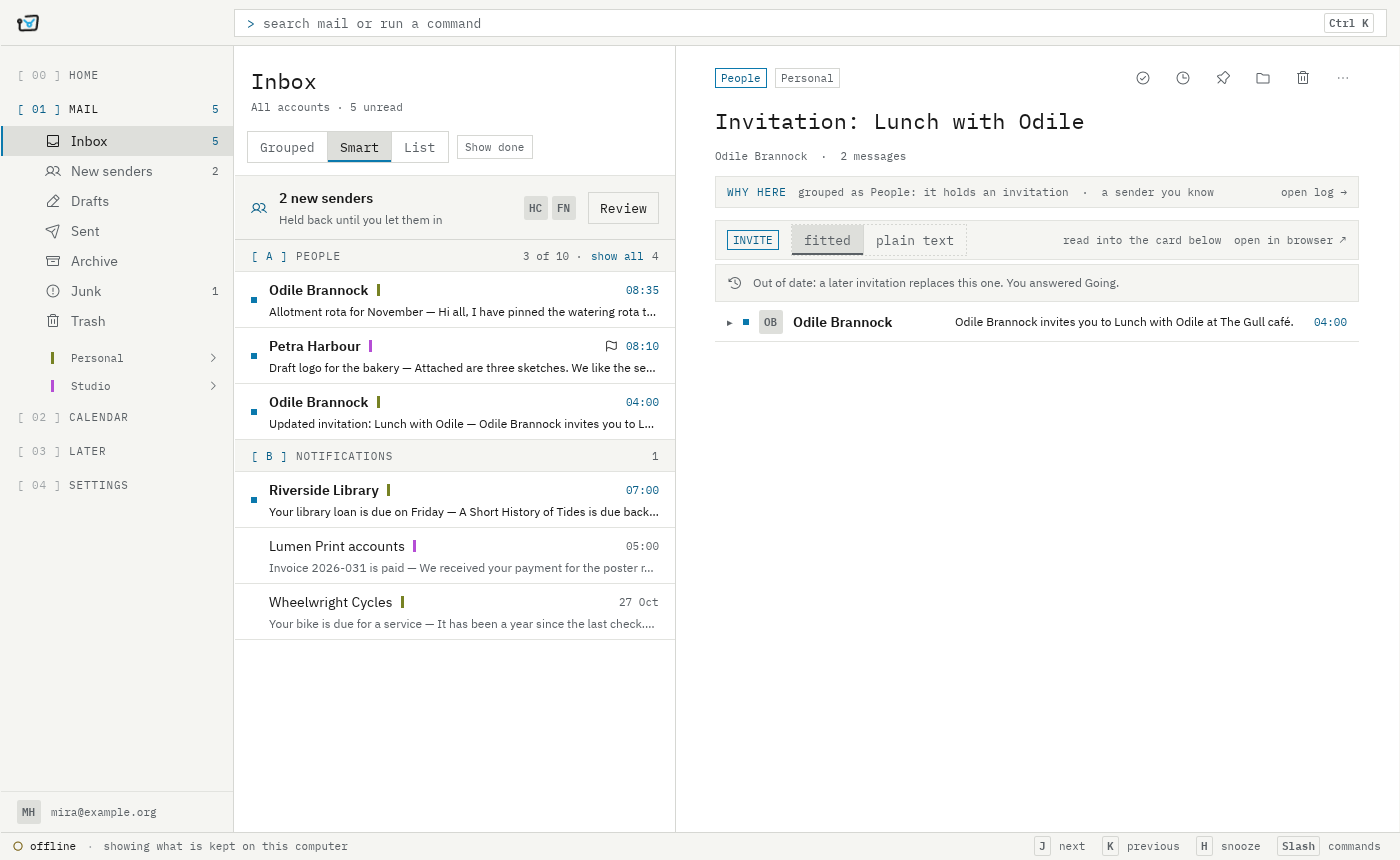 > search mail or run a command Ctrl K
[ 00 ] HOME
[ 01 ] MAIL 5
Inbox 5
New senders 2
Drafts
Sent
Archive
Junk 1
Trash
Personal
Studio
[ 02 ] CALENDAR
[ 03 ] LATER
[ 04 ] SETTINGS
MH mira@example.org
Inbox
All accounts · 5 unread
Grouped Smart List Show done
2 new senders
Held back until you let them in
HC FN Review
[ A ] PEOPLE 3 of 10 · show all 4
Odile Brannock 08:35
Allotment rota for November — Hi all, I have pinned the watering rota t…
Petra Harbour 08:10
Draft logo for the bakery — Attached are three sketches. We like the se…
Odile Brannock 04:00
Updated invitation: Lunch with Odile — Odile Brannock invites you to L…
[ B ] NOTIFICATIONS 1
Riverside Library 07:00
Your library loan is due on Friday — A Short History of Tides is due back…
Lumen Print accounts 05:00
Invoice 2026-031 is paid — We received your payment for the poster r…
Wheelwright Cycles 27 Oct
Your bike is due for a service — It has been a year since the last check.…
People Personal
Invitation: Lunch with Odile
Odile Brannock · 2 messages
WHY HERE grouped as People: it holds an invitation · a sender you know open log →
INVITE fitted plain text read into the card below open in browser ↗
Out of date: a later invitation replaces this one. You answered Going.
▸ OB Odile Brannock Odile Brannock invites you to Lunch with Odile at The Gull café. 04:00
offline · showing what is kept on this computer
J next K previous H snooze Slash commands